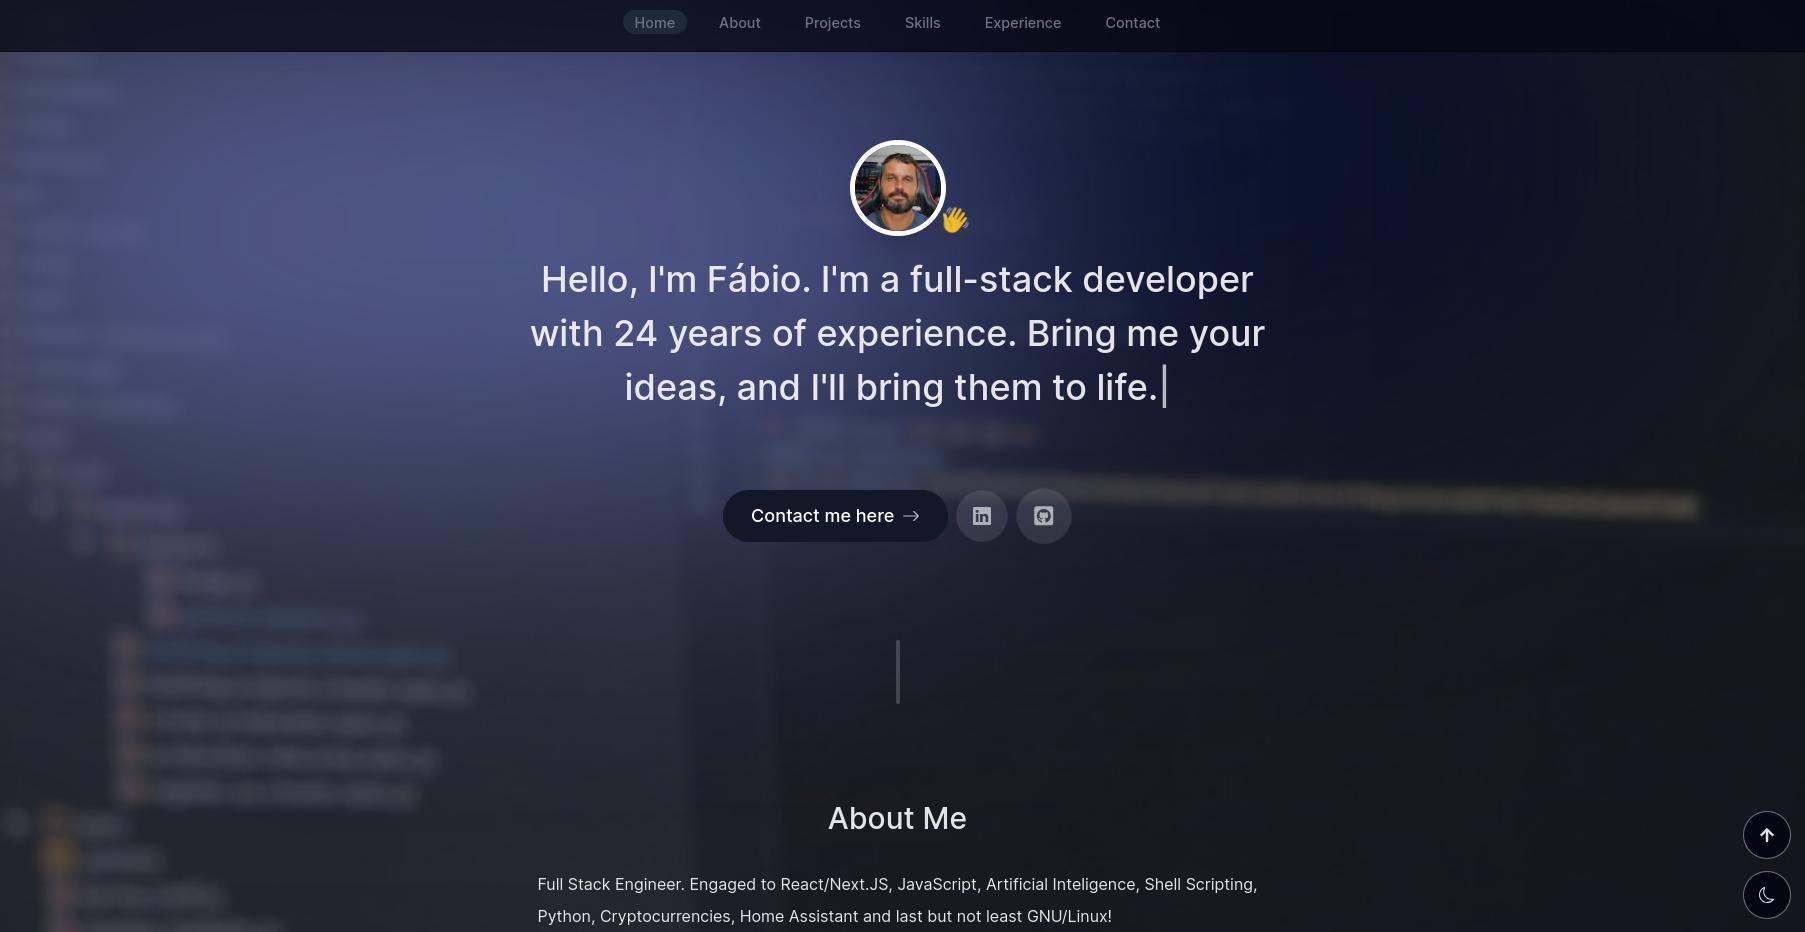 Home About Projects Skills Experience Contact
Hello, I'm Fábio. I'm a full-stack developer
with 24 years of experience. Bring me your
ideas, and I'll bring them to life.|
Contact me here →
About Me
Full Stack Engineer. Engaged to React/Next.JS, JavaScript, Artificial Inteligence, Shell Scripting,
Python, Cryptocurrencies, Home Assistant and last but not least GNU/Linux!